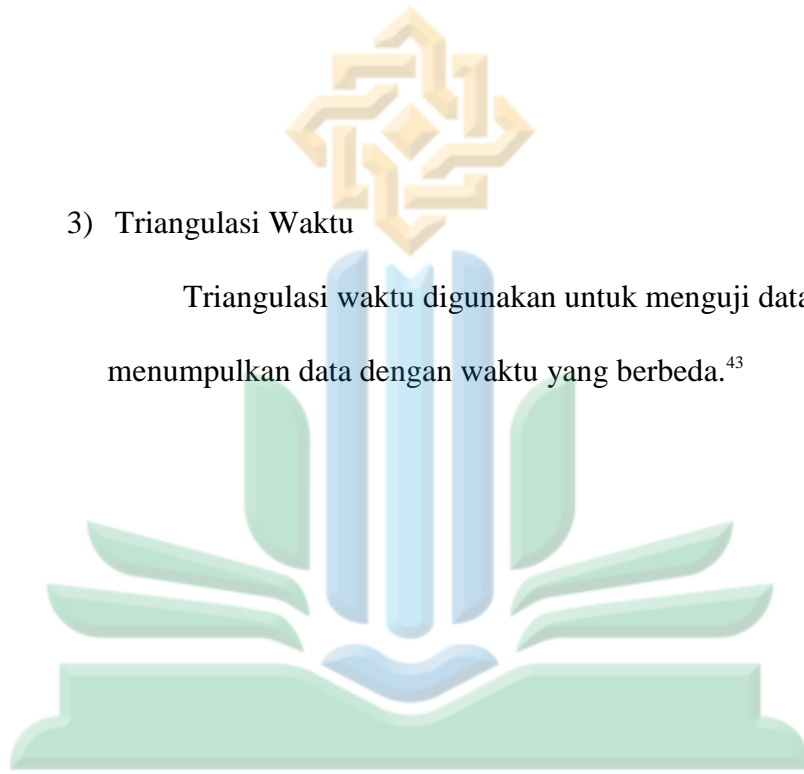 3) Triangulasi Waktu
Triangulasi waktu digunakan untuk menguji data
menumpulkan data dengan waktu yang berbeda.43